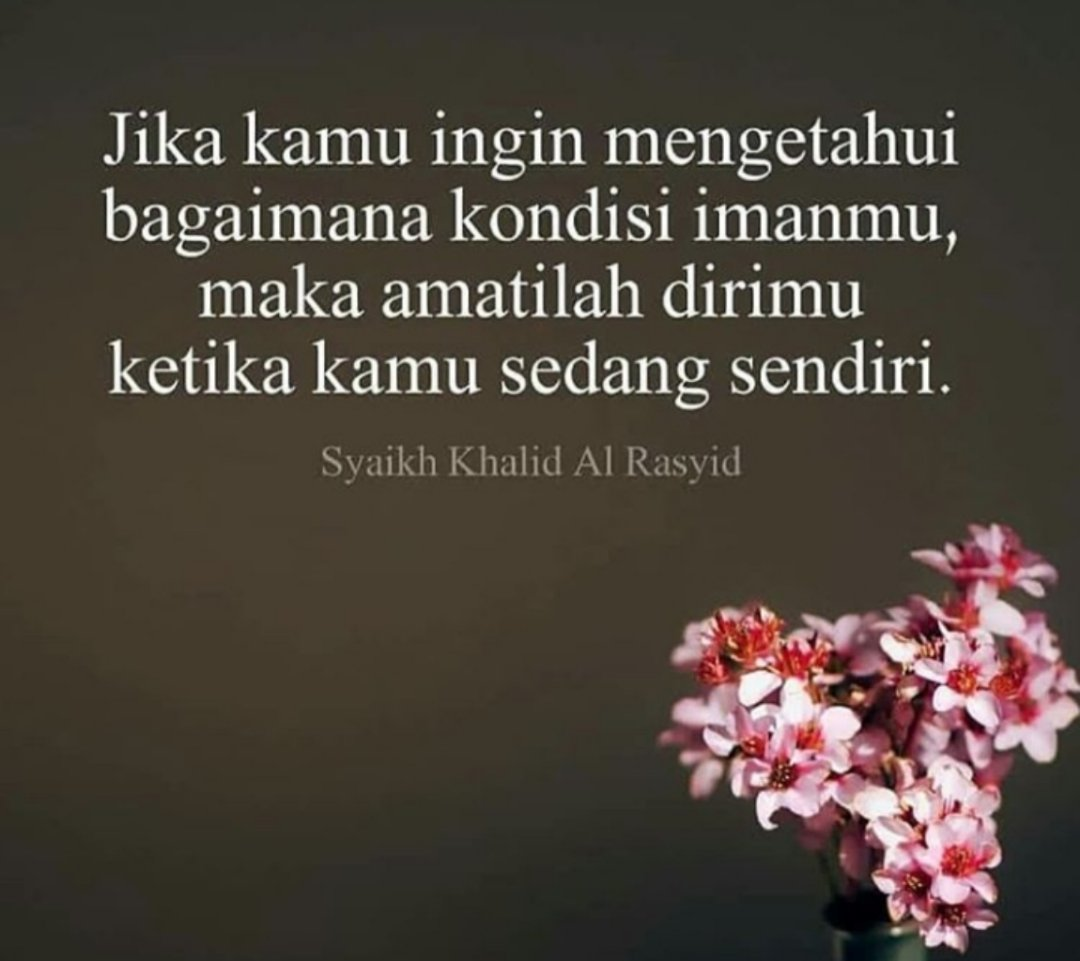 Jika kamu ingin mengetahui
bagaimana kondisi imanmu,
maka amatilah dirimu
ketika kamu sedang sendiri.
Syaikh Khalid Al Rasyid